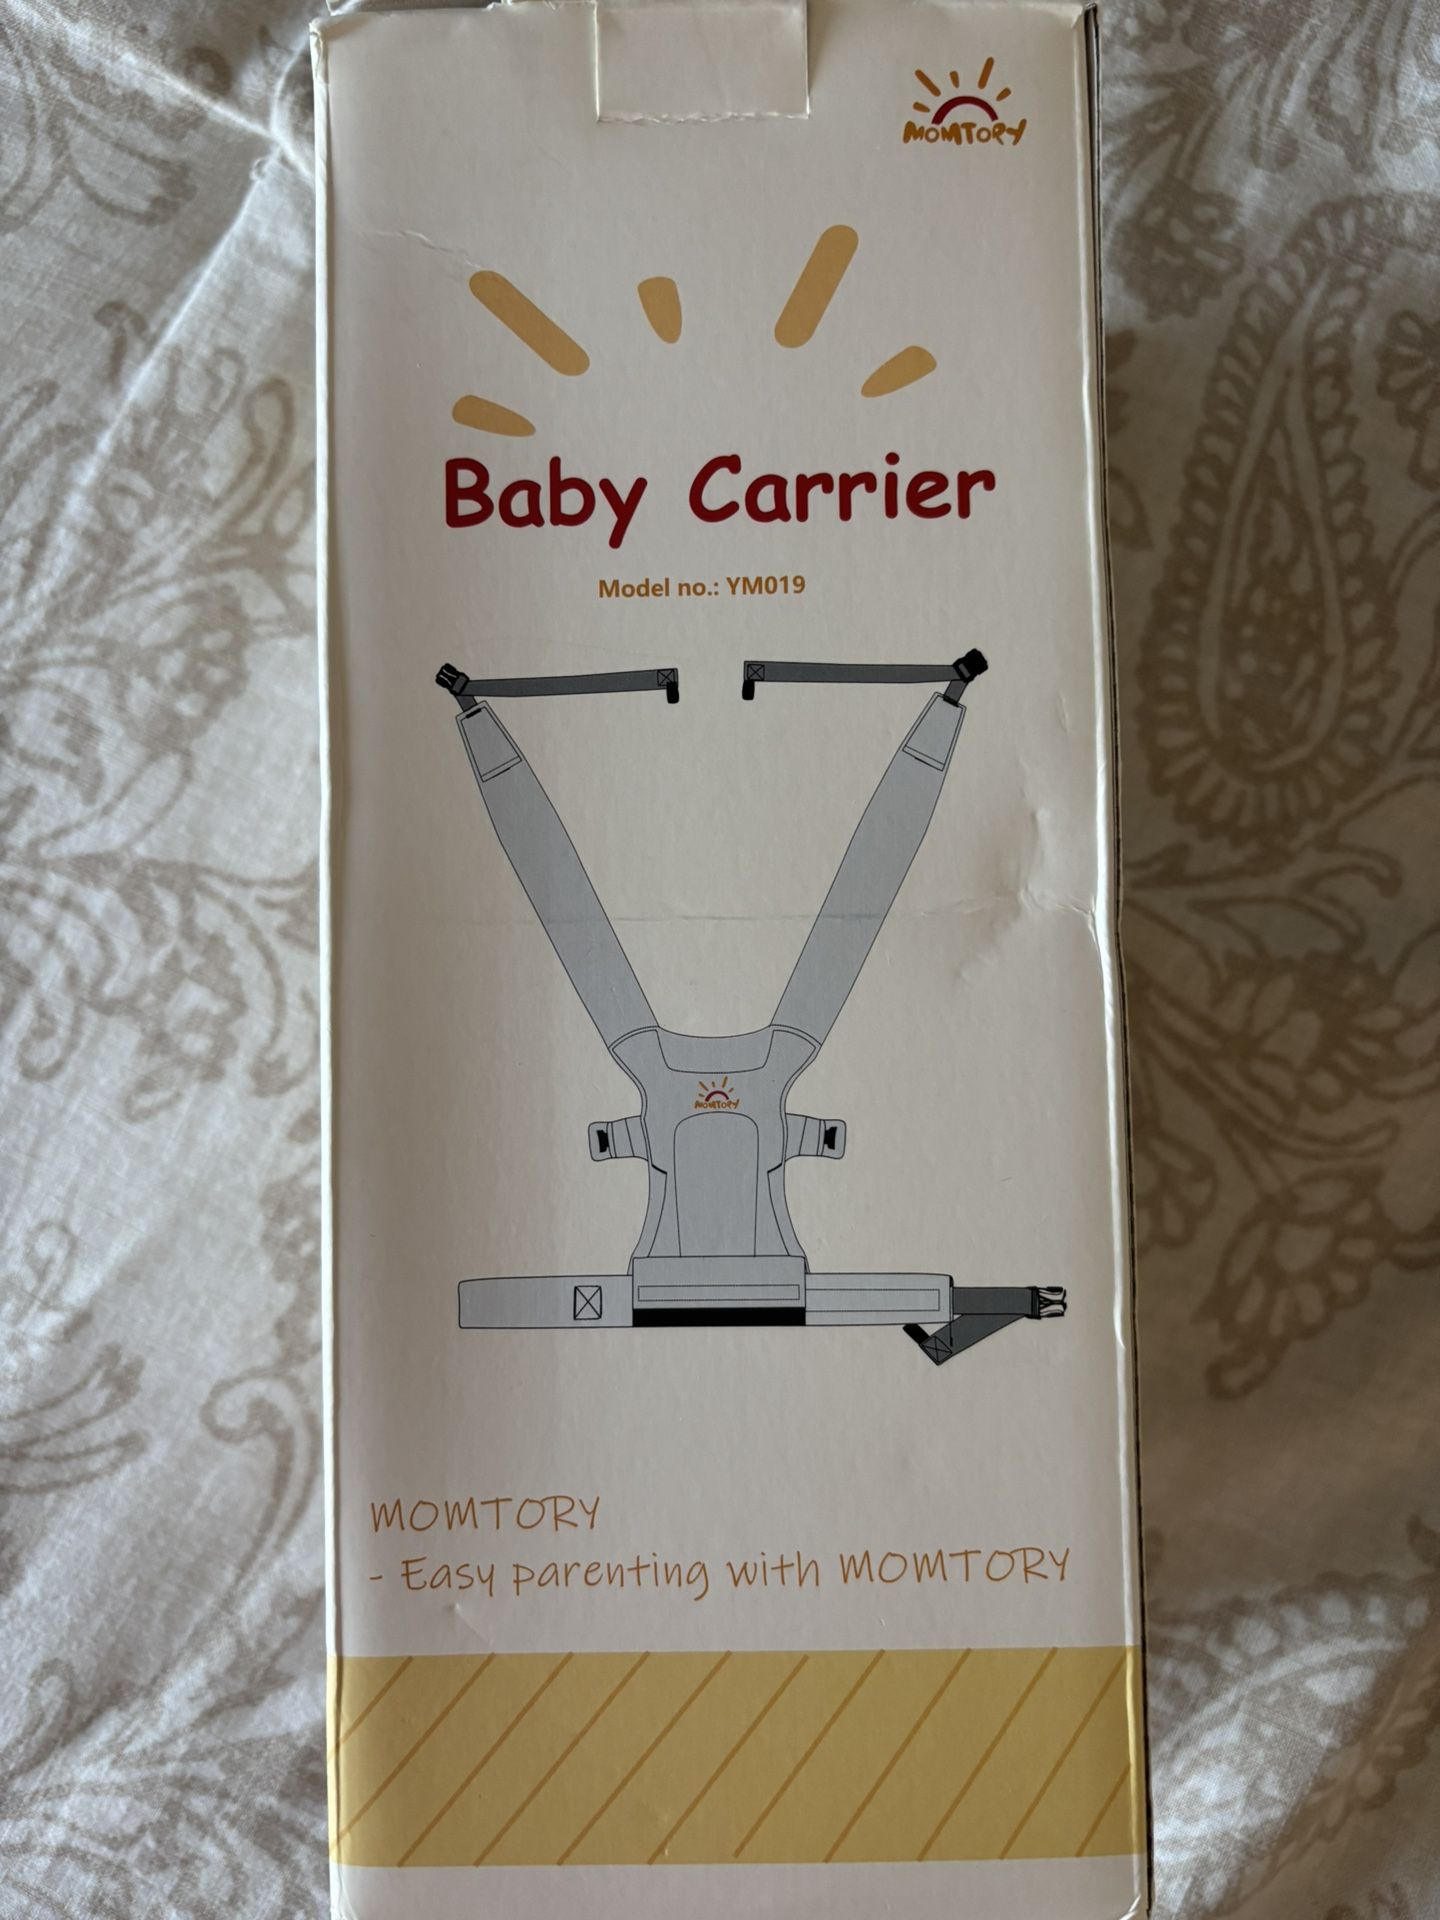 MOMTORY
Baby Carrier
Model no.: YM019
MOMTORY
MOMTORY
- Easy parenting with MOMTORY